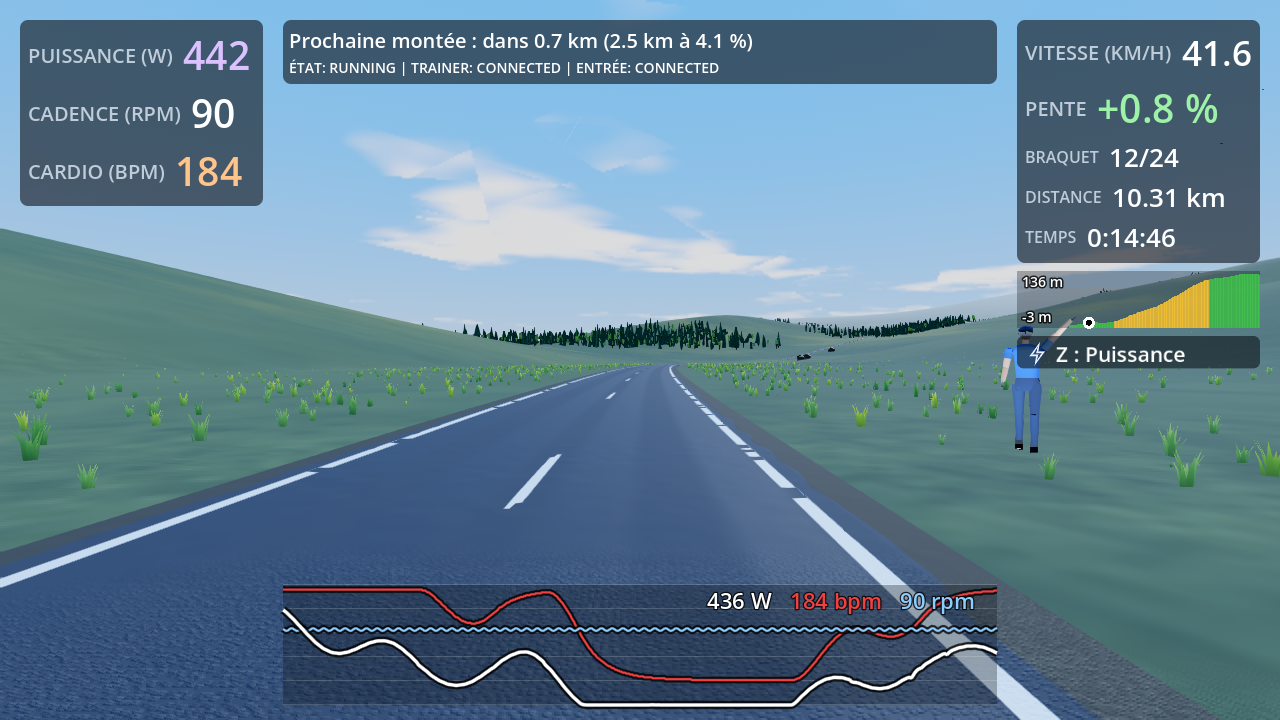 PUISSANCE (W) 442
CADENCE (RPM) 90
CARDIO (BPM) 184
Prochaine montée : dans 0.7 km (2.5 km à 4.1 %)
ÉTAT: RUNNING | TRAINER: CONNECTED | ENTRÉE: CONNECTED
VITESSE (KM/H) 41.6
PENTE +0.8 %
BRAQUET 12/24
DISTANCE 10.31 km
TEMPS 0:14:46
136 m
-3 m
Z : Puissance
436 W 184 bpm 90 rpm